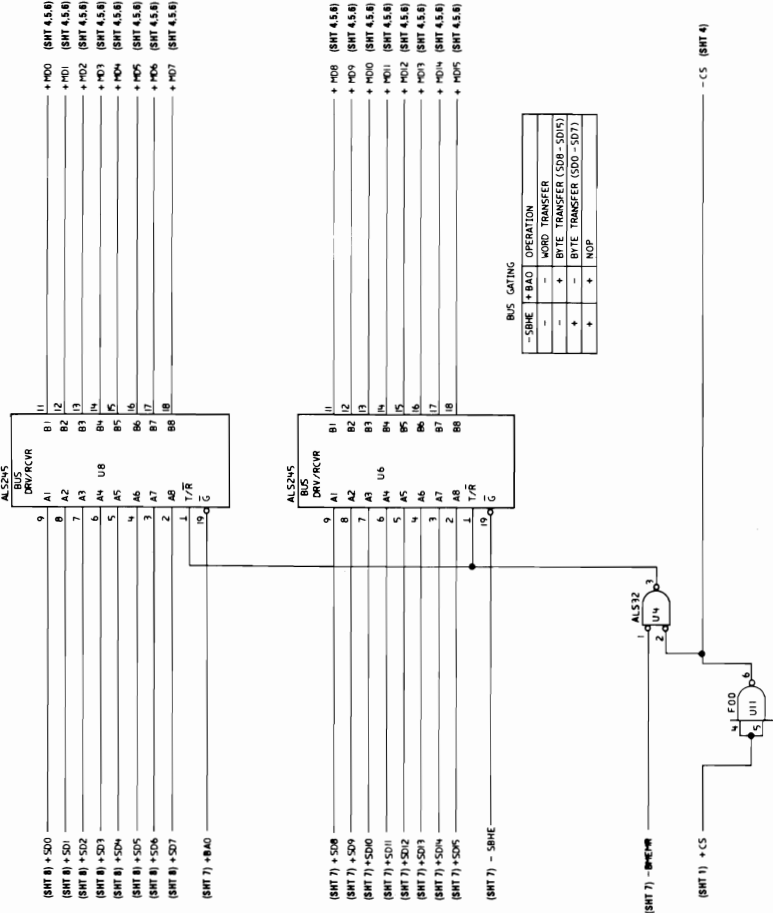 ALS245
BUS
DRV/RCVR
U8
(SHT 8) +SD0 9 A1 B1 11 +MD0 (SHT 4,5,6)
(SHT 8) +SD1 8 A2 B2 12 +MD1 (SHT 4,5,6)
(SHT 8) +SD2 7 A3 B3 13 +MD2 (SHT 4,5,6)
(SHT 8) +SD3 6 A4 B4 14 +MD3 (SHT 4,5,6)
(SHT 8) +SD4 5 A5 B5 15 +MD4 (SHT 4,5,6)
(SHT 8) +SD5 4 A6 B6 16 +MD5 (SHT 4,5,6)
(SHT 8) +SD6 3 A7 B7 17 +MD6 (SHT 4,5,6)
(SHT 8) +SD7 2 A8 B8 18 +MD7 (SHT 4,5,6)
1 T/R̅
(SHT 7) +BA0 19 G̅
ALS245
BUS
DRV/RCVR
U6
(SHT 7) +SD8 9 A1 B1 11 +MD8 (SHT 4,5,6)
(SHT 7) +SD9 8 A2 B2 12 +MD9 (SHT 4,5,6)
(SHT 7) +SD10 7 A3 B3 13 +MD10 (SHT 4,5,6)
(SHT 7) +SD11 6 A4 B4 14 +MD11 (SHT 4,5,6)
(SHT 7) +SD12 5 A5 B5 15 +MD12 (SHT 4,5,6)
(SHT 7) +SD13 4 A6 B6 16 +MD13 (SHT 4,5,6)
(SHT 7) +SD14 3 A7 B7 17 +MD14 (SHT 4,5,6)
(SHT 7) +SD15 2 A8 B8 18 +MD15 (SHT 4,5,6)
1 T/R̅
(SHT 7) -SBHE 19 G̅
BUS GATING
-SBHE +BA0 OPERATION
- - WORD TRANSFER
- + BYTE TRANSFER (SD8-SD15)
+ - BYTE TRANSFER (SD0-SD7)
+ + NOP
ALS32
(SHT 7) -BMEMR 1 U4 3
2
(SHT 1) +CS 4 F00 6 -CS (SHT 4)
5 U11